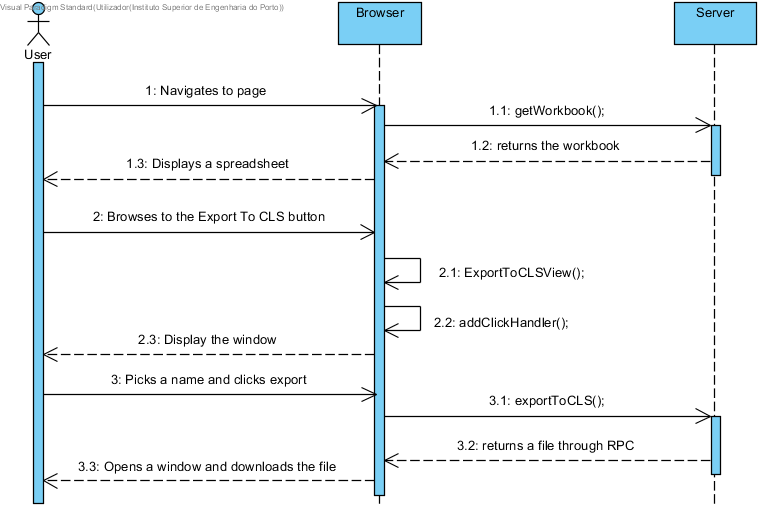 Visual Paradigm Standard(Utilizador(Instituto Superior de Engenharia do Porto))
Browser
Server
User
1: Navigates to page
1.1: getWorkbook();
1.2: returns the workbook
1.3: Displays a spreadsheet
2: Browses to the Export To CLS button
2.1: ExportToCLSView();
2.2: addClickHandler();
2.3: Display the window
3: Picks a name and clicks export
3.1: exportToCLS();
3.2: returns a file through RPC
3.3: Opens a window and downloads the file